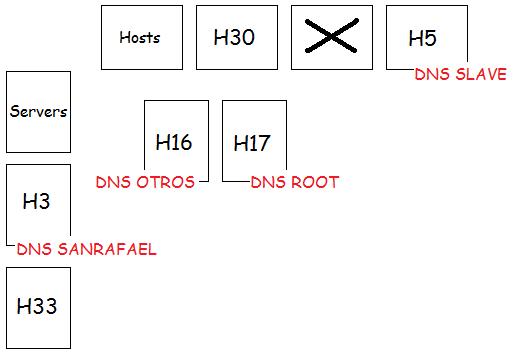 Hosts
H30
H5
DNS SLAVE
Servers
H16
H17
DNS OTROS
DNS ROOT
H3
DNS SANRAFAEL
H33